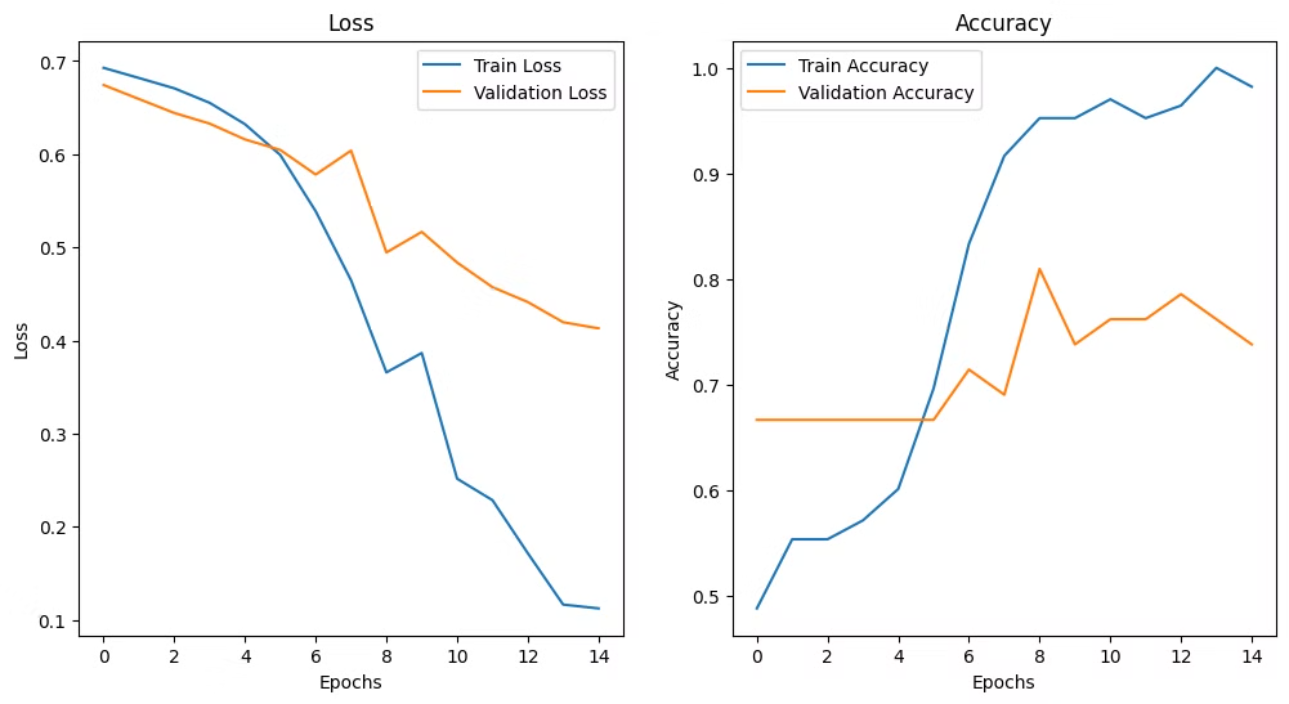 Loss
Train Loss
Validation Loss
0.7
0.6
0.5
0.4
0.3
0.2
0.1
Loss
0 2 4 6 8 10 12 14
Epochs
Accuracy
Train Accuracy
Validation Accuracy
1.0
0.9
0.8
0.7
0.6
0.5
Accuracy
0 2 4 6 8 10 12 14
Epochs